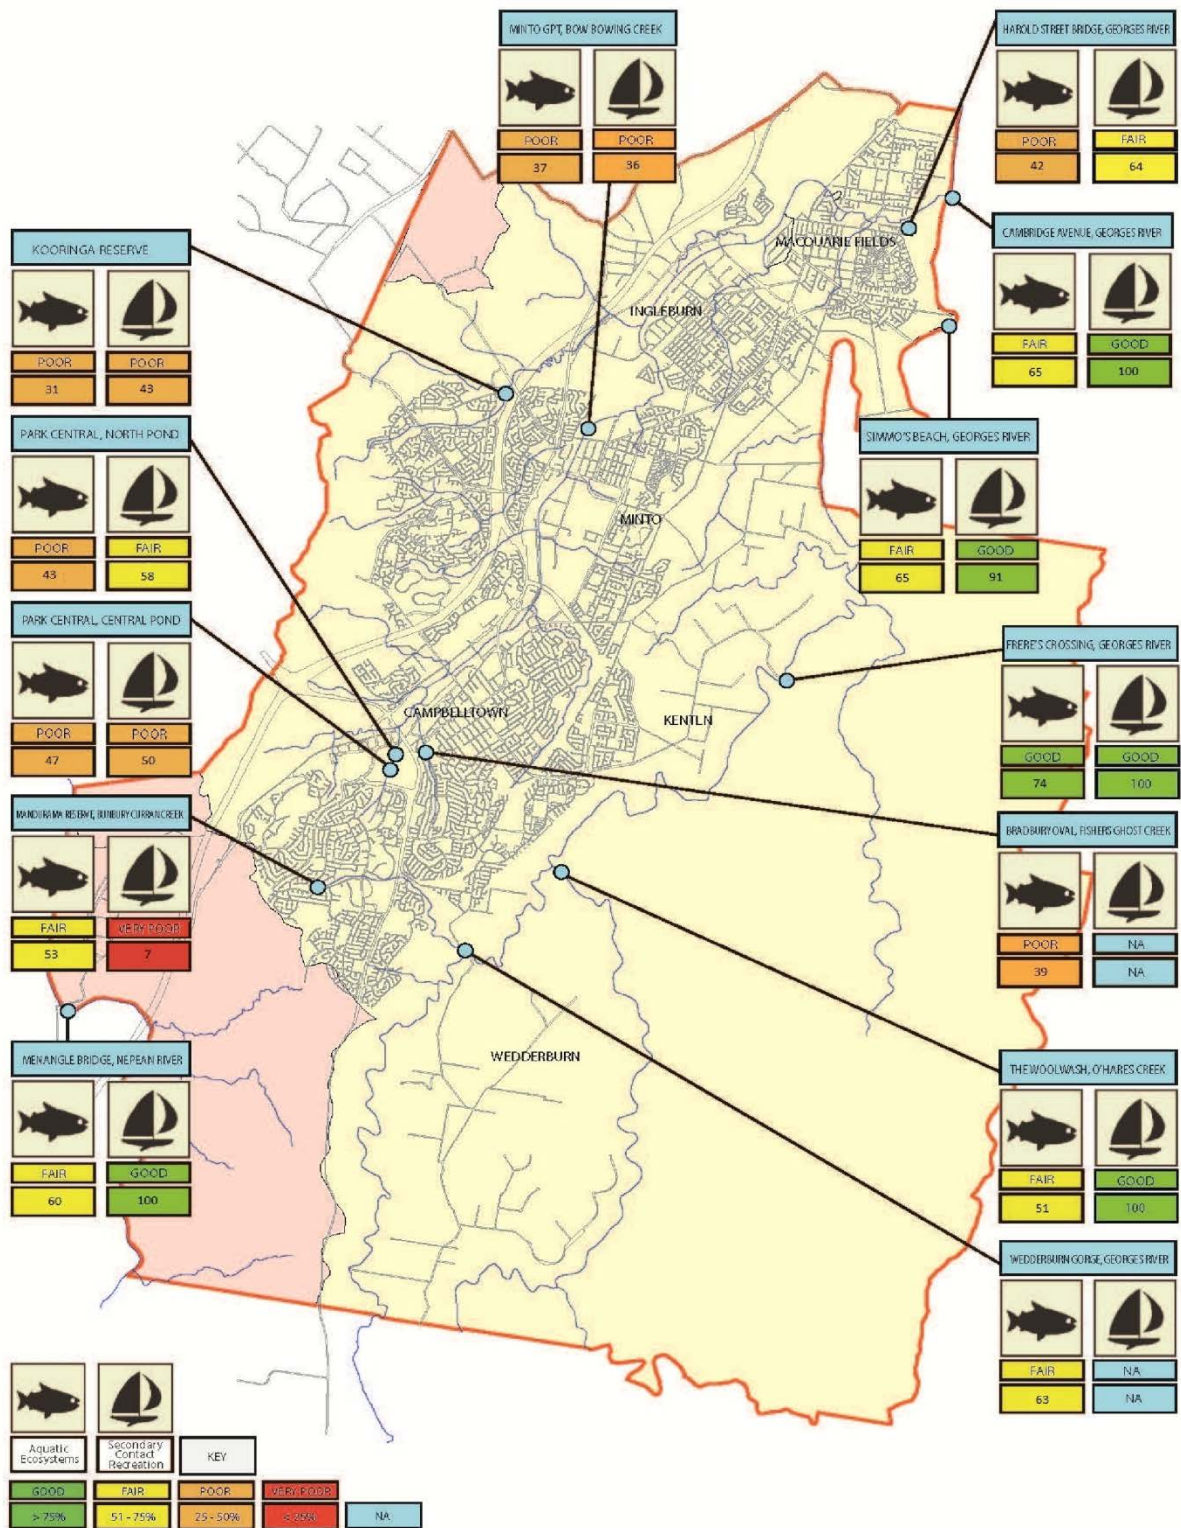 MINTO GPT, BOW BOWING CREEK
POOR POOR
37 36
HAROLD STREET BRIDGE, GEORGES RIVER
POOR FAIR
42 64
CAMBRIDGE AVENUE, GEORGES RIVER
FAIR GOOD
65 100
KOORINGA RESERVE
POOR POOR
31 43
SIMMO'S BEACH, GEORGES RIVER
FAIR GOOD
65 91
PARK CENTRAL, NORTH POND
POOR FAIR
43 58
PARK CENTRAL, CENTRAL POND
POOR POOR
47 50
FRERE'S CROSSING, GEORGES RIVER
GOOD GOOD
74 100
MANDURAMA RESERVE, BUNBURY CURRAN CREEK
FAIR VERY POOR
53 7
BRADBURY OVAL, FISHERS GHOST CREEK
POOR NA
39 NA
MENANGLE BRIDGE, NEPEAN RIVER
FAIR GOOD
60 100
THE WOOLWASH, O'HARES CREEK
FAIR GOOD
51 100
WEDDERBURN GORGE, GEORGES RIVER
FAIR NA
63 NA
MACQUARIE FIELDS
INGLEBURN
MINTO
CAMPBELLTOWN
KENTLN
WEDDERBURN
Aquatic
Ecosystems
Secondary
Contact
Recreation
KEY
GOOD FAIR POOR VERY POOR
> 75% 51 - 75% 25 - 50% < 25% NA